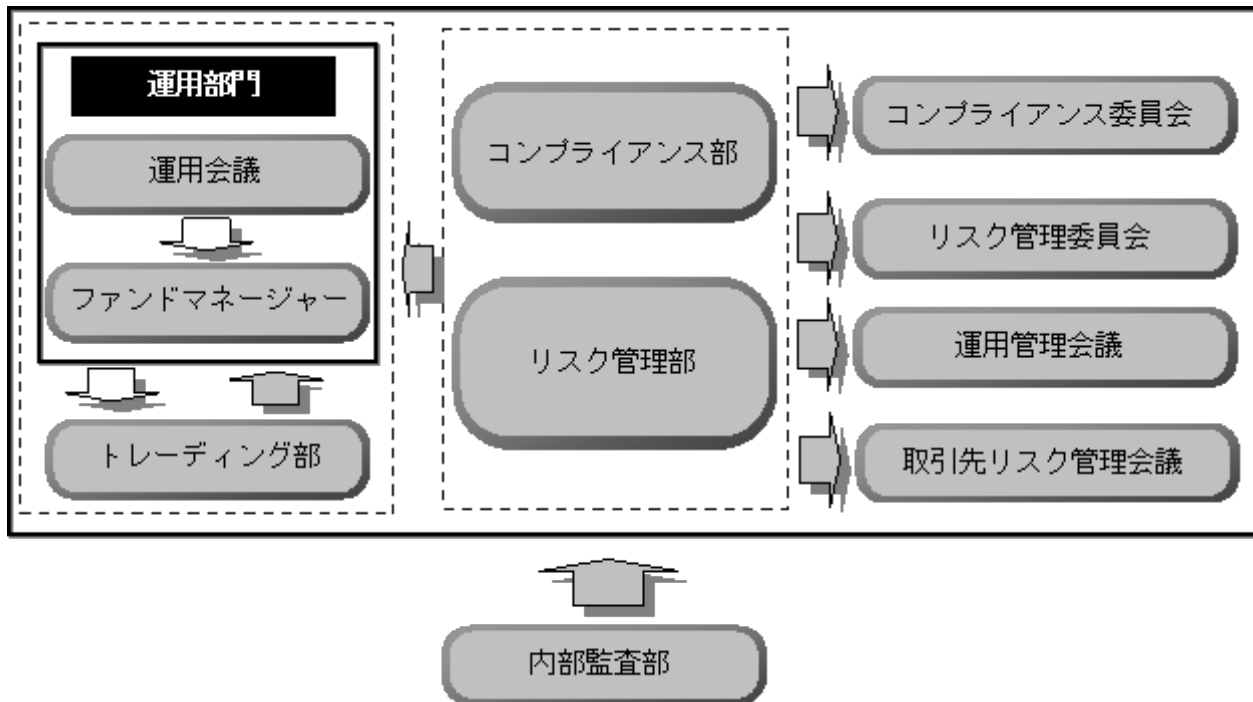 運用部門
運用会議
ファンドマネージャー
トレーディング部
コンプライアンス部
リスク管理部
コンプライアンス委員会
リスク管理委員会
運用管理会議
取引先リスク管理会議
内部監査部